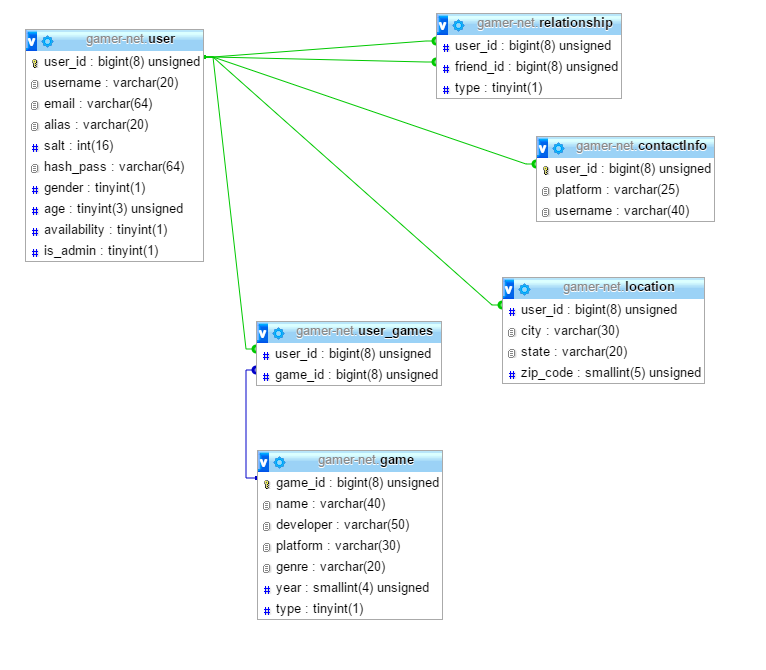 v gamer-net.user
user_id : bigint(8) unsigned
username : varchar(20)
email : varchar(64)
alias : varchar(20)
# salt : int(16)
hash_pass : varchar(64)
# gender : tinyint(1)
# age : tinyint(3) unsigned
# availability : tinyint(1)
# is_admin : tinyint(1)
v gamer-net.relationship
# user_id : bigint(8) unsigned
# friend_id : bigint(8) unsigned
# type : tinyint(1)
v gamer-net.contactInfo
user_id : bigint(8) unsigned
platform : varchar(25)
username : varchar(40)
v gamer-net.location
# user_id : bigint(8) unsigned
city : varchar(30)
state : varchar(20)
# zip_code : smallint(5) unsigned
v gamer-net.user_games
# user_id : bigint(8) unsigned
# game_id : bigint(8) unsigned
v gamer-net.game
game_id : bigint(8) unsigned
name : varchar(40)
developer : varchar(50)
platform : varchar(30)
genre : varchar(20)
# year : smallint(4) unsigned
# type : tinyint(1)